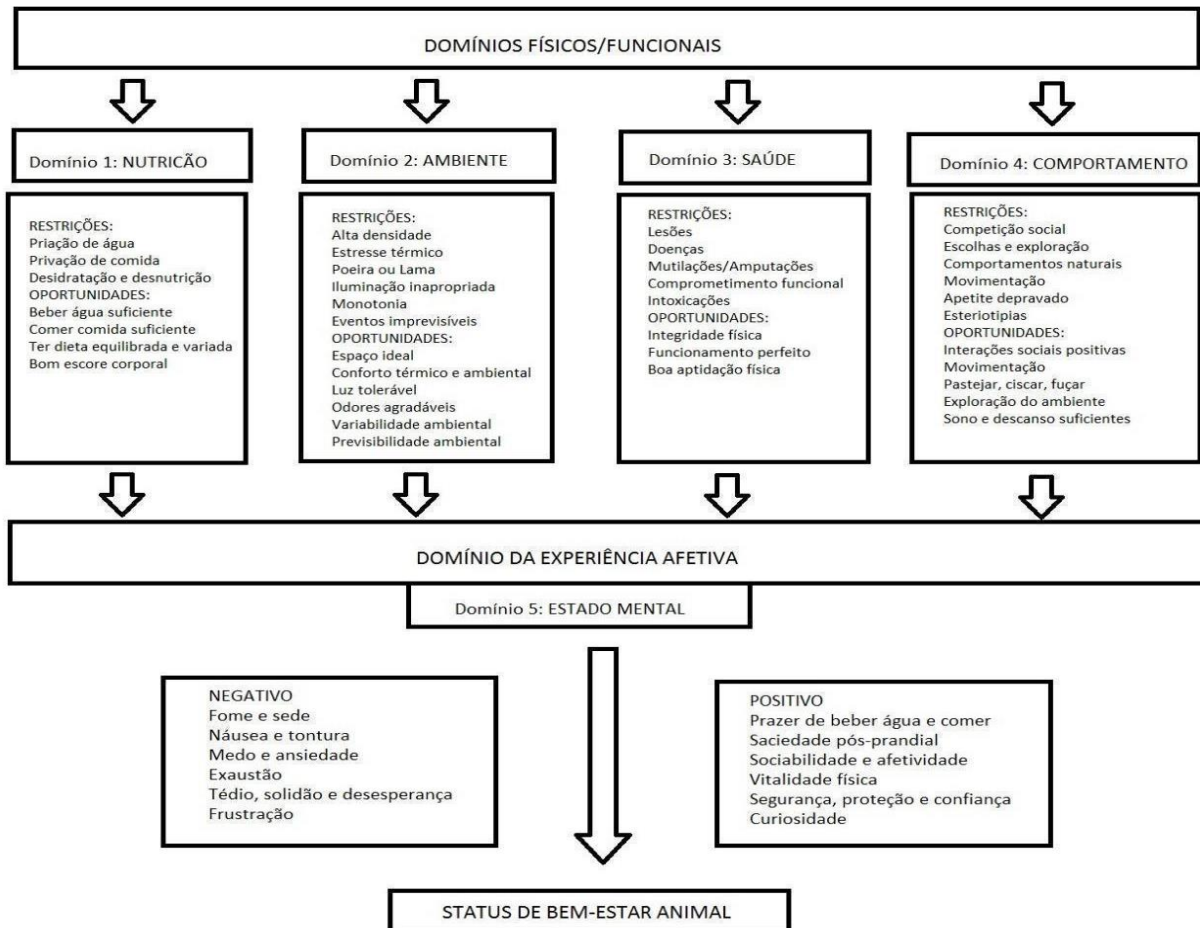 DOMÍNIOS FÍSICOS/FUNCIONAIS
Domínio 1: NUTRICÃO
RESTRIÇÕES:
Priação de água
Privação de comida
Desidratação e desnutrição
OPORTUNIDADES:
Beber água suficiente
Comer comida suficiente
Ter dieta equilibrada e variada
Bom escore corporal
Domínio 2: AMBIENTE
RESTRIÇÕES:
Alta densidade
Estresse térmico
Poeira ou Lama
Iluminação inapropriada
Monotonia
Eventos imprevisíveis
OPORTUNIDADES:
Espaço ideal
Conforto térmico e ambiental
Luz tolerável
Odores agradáveis
Variabilidade ambiental
Previsibilidade ambiental
Domínio 3: SAÚDE
RESTRIÇÕES:
Lesões
Doenças
Mutilações/Amputações
Comprometimento funcional
Intoxicações
OPORTUNIDADES:
Integridade física
Funcionamento perfeito
Boa aptidação física
Domínio 4: COMPORTAMENTO
RESTRIÇÕES:
Competição social
Escolhas e exploração
Comportamentos naturais
Movimentação
Apetite depravado
Esteriotipias
OPORTUNIDADES:
Interações sociais positivas
Movimentação
Pastejar, ciscar, fuçar
Exploração do ambiente
Sono e descanso suficientes
DOMÍNIO DA EXPERIÊNCIA AFETIVA
Domínio 5: ESTADO MENTAL
NEGATIVO
Fome e sede
Náusea e tontura
Medo e ansiedade
Exaustão
Tédio, solidão e desesperança
Frustração
POSITIVO
Prazer de beber água e comer
Saciedade pós-prandial
Sociabilidade e afetividade
Vitalidade física
Segurança, proteção e confiança
Curiosidade
STATUS DE BEM-ESTAR ANIMAL